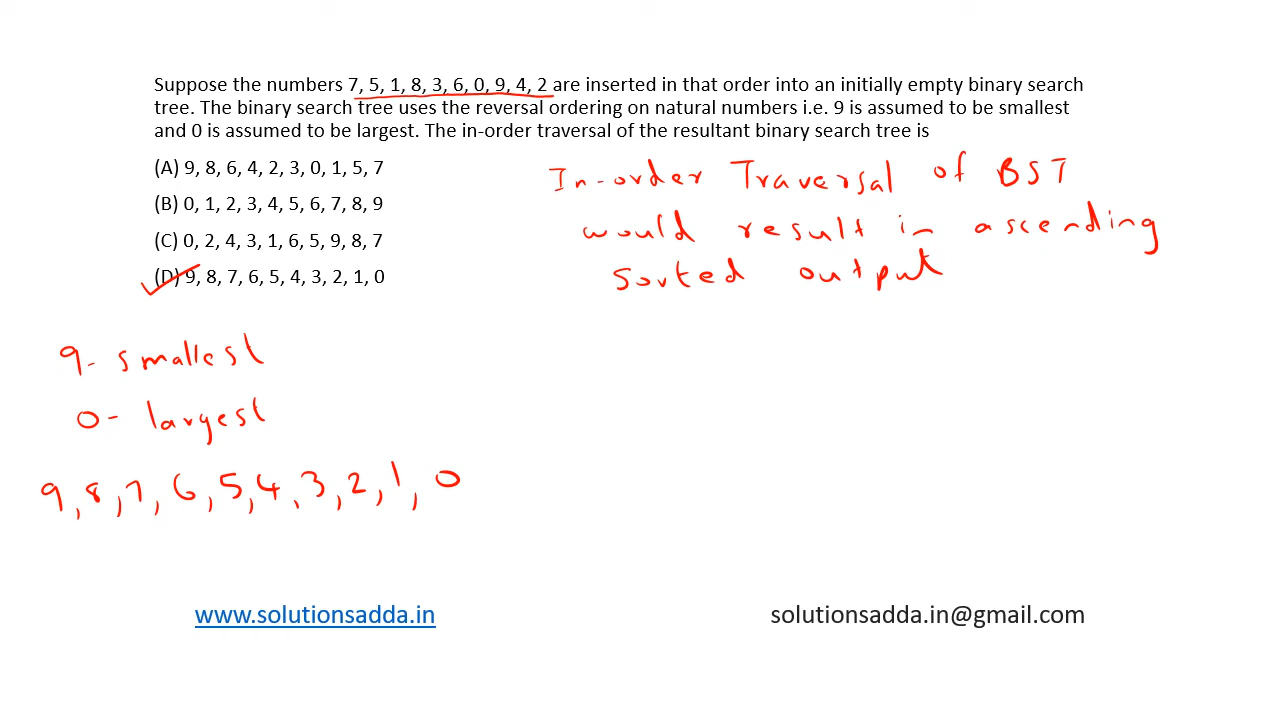 Suppose the numbers 7, 5, 1, 8, 3, 6, 0, 9, 4, 2 are inserted in that order into an initially empty binary search
tree. The binary search tree uses the reversal ordering on natural numbers i.e. 9 is assumed to be smallest
and 0 is assumed to be largest. The in-order traversal of the resultant binary search tree is
(A) 9, 8, 6, 4, 2, 3, 0, 1, 5, 7
(B) 0, 1, 2, 3, 4, 5, 6, 7, 8, 9
(C) 0, 2, 4, 3, 1, 6, 5, 9, 8, 7
(D) 9, 8, 7, 6, 5, 4, 3, 2, 1, 0
In-order Traversal of BST
would result in ascending
Sorted output
9- smallest
0- largest
9, 8, 7, 6, 5, 4, 3, 2, 1, 0
www.solutionsadda.in
solutionsadda.in@gmail.com